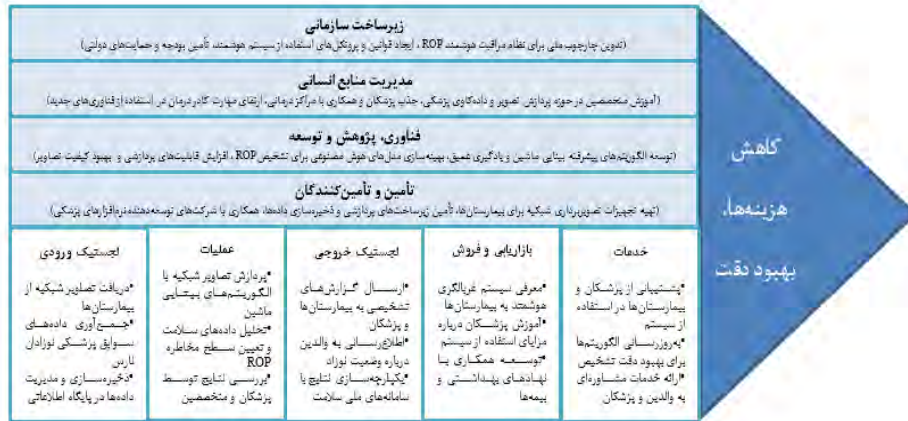 زیرساخت سازمانی
(تدوین چارچوب ملی برای نظام مراقبت هوشمند ROP ، ایجاد قوانین و پروتکل‌های استفاده از سیستم هوشمند، تأمین بودجه و حمایت‌های دولتی)
مدیریت منابع انسانی
(آموزش متخصصین در حوزه پردازش تصویر و داده‌کاوی پزشکی، جذب پزشکان و همکاری با مراکز درمانی، ارتقای مهارت کادر درمان در استفاده از فناوری‌های جدید)
فناوری، پژوهش و توسعه
(توسعه الگوریتم‌های پیشرفته بینایی ماشین و یادگیری عمیق، بهینه‌سازی مدل‌های هوش مصنوعی برای تشخیص ROP ، افزایش قابلیت‌های پردازشی و بهبود کیفیت تصاویر)
تأمین و تأمین‌کنندگان
(تهیه تجهیزات تصویربرداری شبکیه برای بیمارستان‌ها، تأمین زیرساخت‌های پردازشی و ذخیره‌سازی داده‌ها، همکاری با شرکت‌های توسعه‌دهنده نرم‌افزارهای پزشکی)
لجستیک ورودی
•دریافت تصاویر شبکیه از
بیمارستان‌ها
•جمع‌آوری داده‌های
سوابق پزشکی نوزادان
نارس
•ذخیره‌سازی و مدیریت
داده‌ها در پایگاه اطلاعاتی
عملیات
•پردازش تصاویر شبکیه با
الگوریتم‌های بینایی
ماشین
•تحلیل داده‌های سلامت
و تعیین سطح مخاطره
ROP
•بررسی نتایج توسط
پزشکان و متخصصین
لجستیک خروجی
•ارسال گزارش‌های
تشخیصی به بیمارستان‌ها
و پزشکان
•اطلاع‌رسانی به والدین
درباره وضعیت نوزاد
•یکپارچه‌سازی نتایج با
سامانه‌های ملی سلامت
بازاریابی و فروش
•معرفی سیستم غربالگری
هوشمند به بیمارستان‌ها
•آموزش پزشکان درباره
مزایای استفاده از سیستم
•توسعه همکاری با
نهادهای بهداشتی و
بیمه‌ها
خدمات
•پشتیبانی از پزشکان و
بیمارستان‌ها در استفاده
از سیستم
•به‌روزرسانی الگوریتم‌ها
برای بهبود دقت تشخیص
•ارائه خدمات مشاوره‌ای
به والدین و پزشکان
کاهش
هزینه‌ها،
بهبود دقت